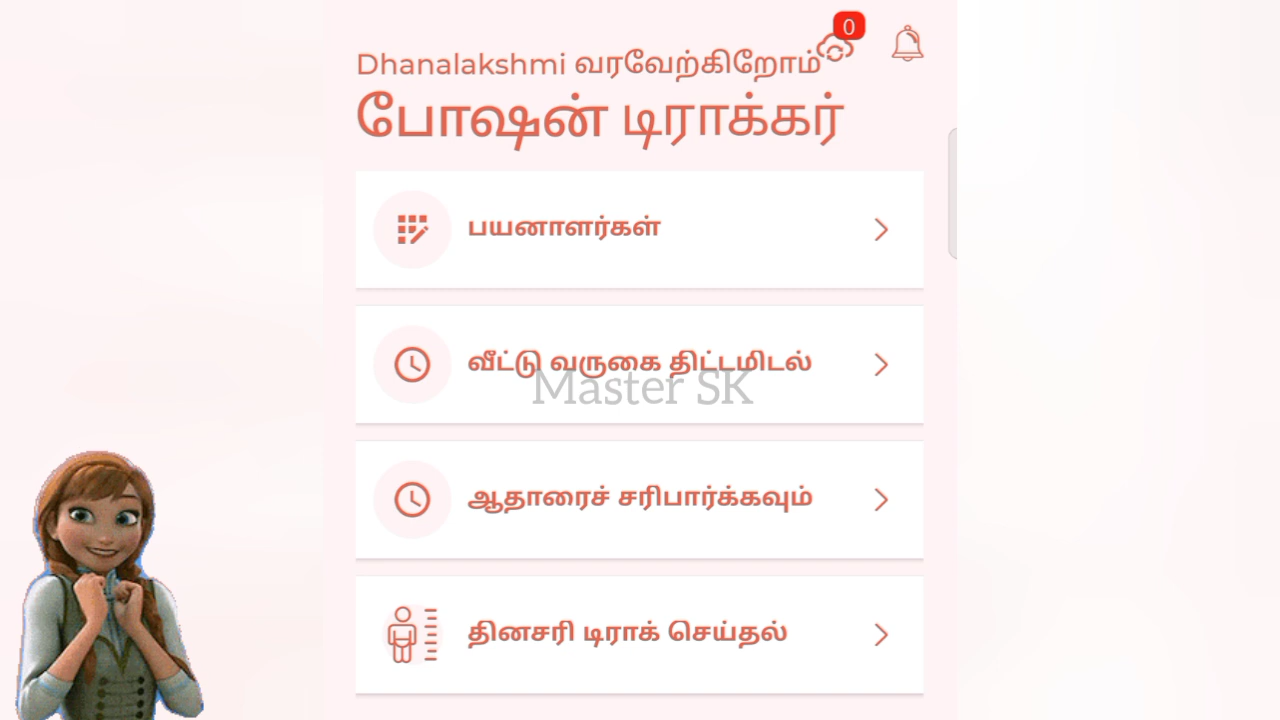 0
Dhanalakshmi வரவேற்கிறோம்
போஷன் டிராக்கர்
பயனாளர்கள்
வீட்டு வருகை திட்டமிடல்
Master SK
ஆதாரைச் சரிபார்க்கவும்
தினசரி டிராக் செய்தல்